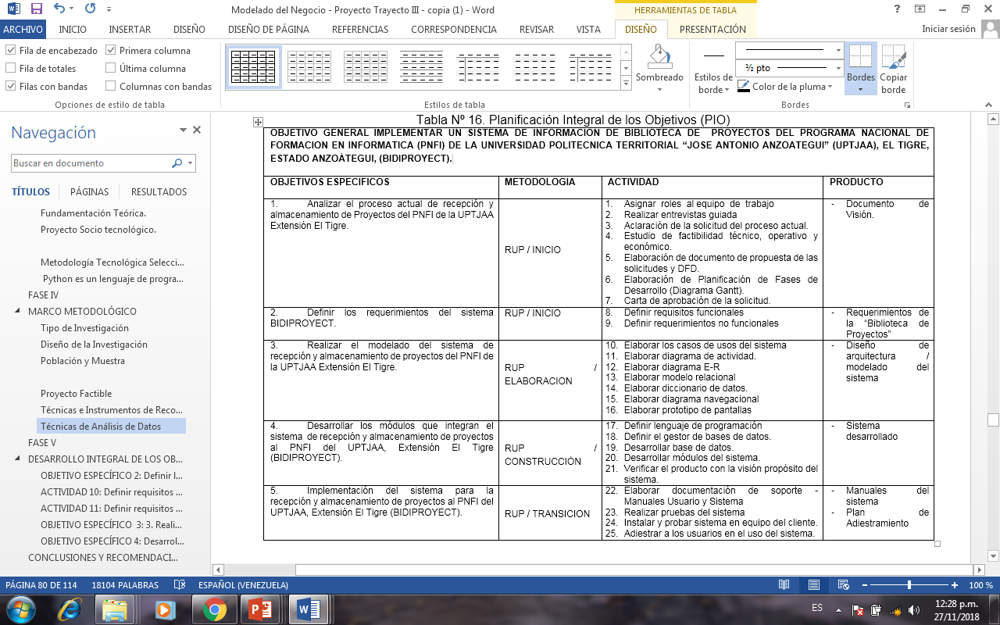 Modelado del Negocio - Proyecto Trayecto III - copia (1) - Word
HERRAMIENTAS DE TABLA
ARCHIVO
INICIO
INSERTAR
DISEÑO
DISEÑO DE PÁGINA
REFERENCIAS
CORRESPONDENCIA
REVISAR
VISTA
DISEÑO
PRESENTACIÓN
Iniciar sesión
Fila de encabezado
Primera columna
Fila de totales
Última columna
Filas con bandas
Columnas con bandas
Opciones de estilo de tabla
Estilos de tabla
Sombreado
Estilos de
borde
½ pto
Color de la pluma
Bordes
Copiar
borde
Bordes
Navegación
Buscar en documento
TÍTULOS
PÁGINAS
RESULTADOS
Fundamentación Teórica.
Proyecto Socio tecnológico.
Metodología Tecnológica Selecci...
Python es un lenguaje de progra...
FASE IV
MARCO METODOLÓGICO
Tipo de Investigación
Diseño de la Investigación
Población y Muestra
Proyecto Factible
Técnicas e Instrumentos de Reco...
Técnicas de Análisis de Datos
FASE V
DESARROLLO INTEGRAL DE LOS OB...
OBJETIVO ESPECÍFICO 2: Definir l...
ACTIVIDAD 10: Definir requisitos ...
ACTIVIDAD 11: Definir requisitos ...
OBJETIVO ESPECÍFICO 3: 3. Reali...
OBJETIVO ESPECÍFICO 4: Desarrol...
CONCLUSIONES Y RECOMENDACI...
Tabla Nº 16. Planificación Integral de los Objetivos (PIO)
OBJETIVO GENERAL IMPLEMENTAR UN SISTEMA DE INFORMACION DE BIBLIOTECA DE PROYECTOS DEL PROGRAMA NACIONAL DE
FORMACION EN INFORMATICA (PNFI) DE LA UNIVERSIDAD POLITECNICA TERRITORIAL “JOSE ANTONIO ANZOATEGUI” (UPTJAA), EL TIGRE,
ESTADO ANZOÀTEGUI, (BIDIPROYECT).
OBJETIVOS ESPECIFICOS
METODOLOGIA
ACTIVIDAD
PRODUCTO
1. Analizar el proceso actual de recepción y
almacenamiento de Proyectos del PNFI de la UPTJAA
Extensión El Tigre.
RUP / INICIO
1. Asignar roles al equipo de trabajo
2. Realizar entrevistas guiada
3. Aclaración de la solicitud del proceso actual.
4. Estudio de factibilidad técnico, operativo y
económico.
5. Elaboración de documento de propuesta de las
solicitudes y DFD.
6. Elaboración de Planificación de Fases de
Desarrollo (Diagrama Gantt).
7. Carta de aprobación de la solicitud.
- Documento de
Visión.
2. Definir los requerimientos del sistema
BIDIPROYECT.
RUP / INICIO
8. Definir requisitos funcionales
9. Definir requerimientos no funcionales
- Requerimientos de
la “Biblioteca de
Proyectos”
3. Realizar el modelado del sistema de
recepción y almacenamiento de proyectos del PNFI de
la UPTJAA Extensión El Tigre.
RUP /
ELABORACION
10. Elaborar los casos de usos del sistema
11. Elaborar diagrama de actividad.
12. Elaborar diagrama E-R
13. Elaborar modelo relacional
14. Elaborar diccionario de datos.
15. Elaborar diagrama navegacional
16. Elaborar prototipo de pantallas
- Diseño de
arquitectura /
modelado del
sistema
4. Desarrollar los módulos que integran el
sistema de recepción y almacenamiento de proyectos
al PNFI del UPTJAA, Extensión El Tigre
(BIDIPROYECT).
RUP /
CONSTRUCCIÓN
17. Definir lenguaje de programación
18. Definir el gestor de bases de datos.
19. Desarrollar base de datos.
20. Desarrollar módulos del sistema.
21. Verificar el producto con la visión propósito del
sistema.
- Sistema
desarrollado
5. Implementación del sistema para la
recepción y almacenamiento de proyectos al PNFI del
UPTJAA, Extensión El Tigre (BIDIPROYECT).
RUP / TRANSICION
22. Elaborar documentación de soporte -
Manuales Usuario y Sistema
23. Realizar pruebas del sistema
24. Instalar y probar sistema en equipo del cliente.
25. Adiestrar a los usuarios en el uso del sistema.
- Manuales del
sistema
- Plan de
Adiestramiento
PÁGINA 80 DE 114
18104 PALABRAS
ESPAÑOL (VENEZUELA)
100 %
ES
12:28 p.m.
27/11/2018